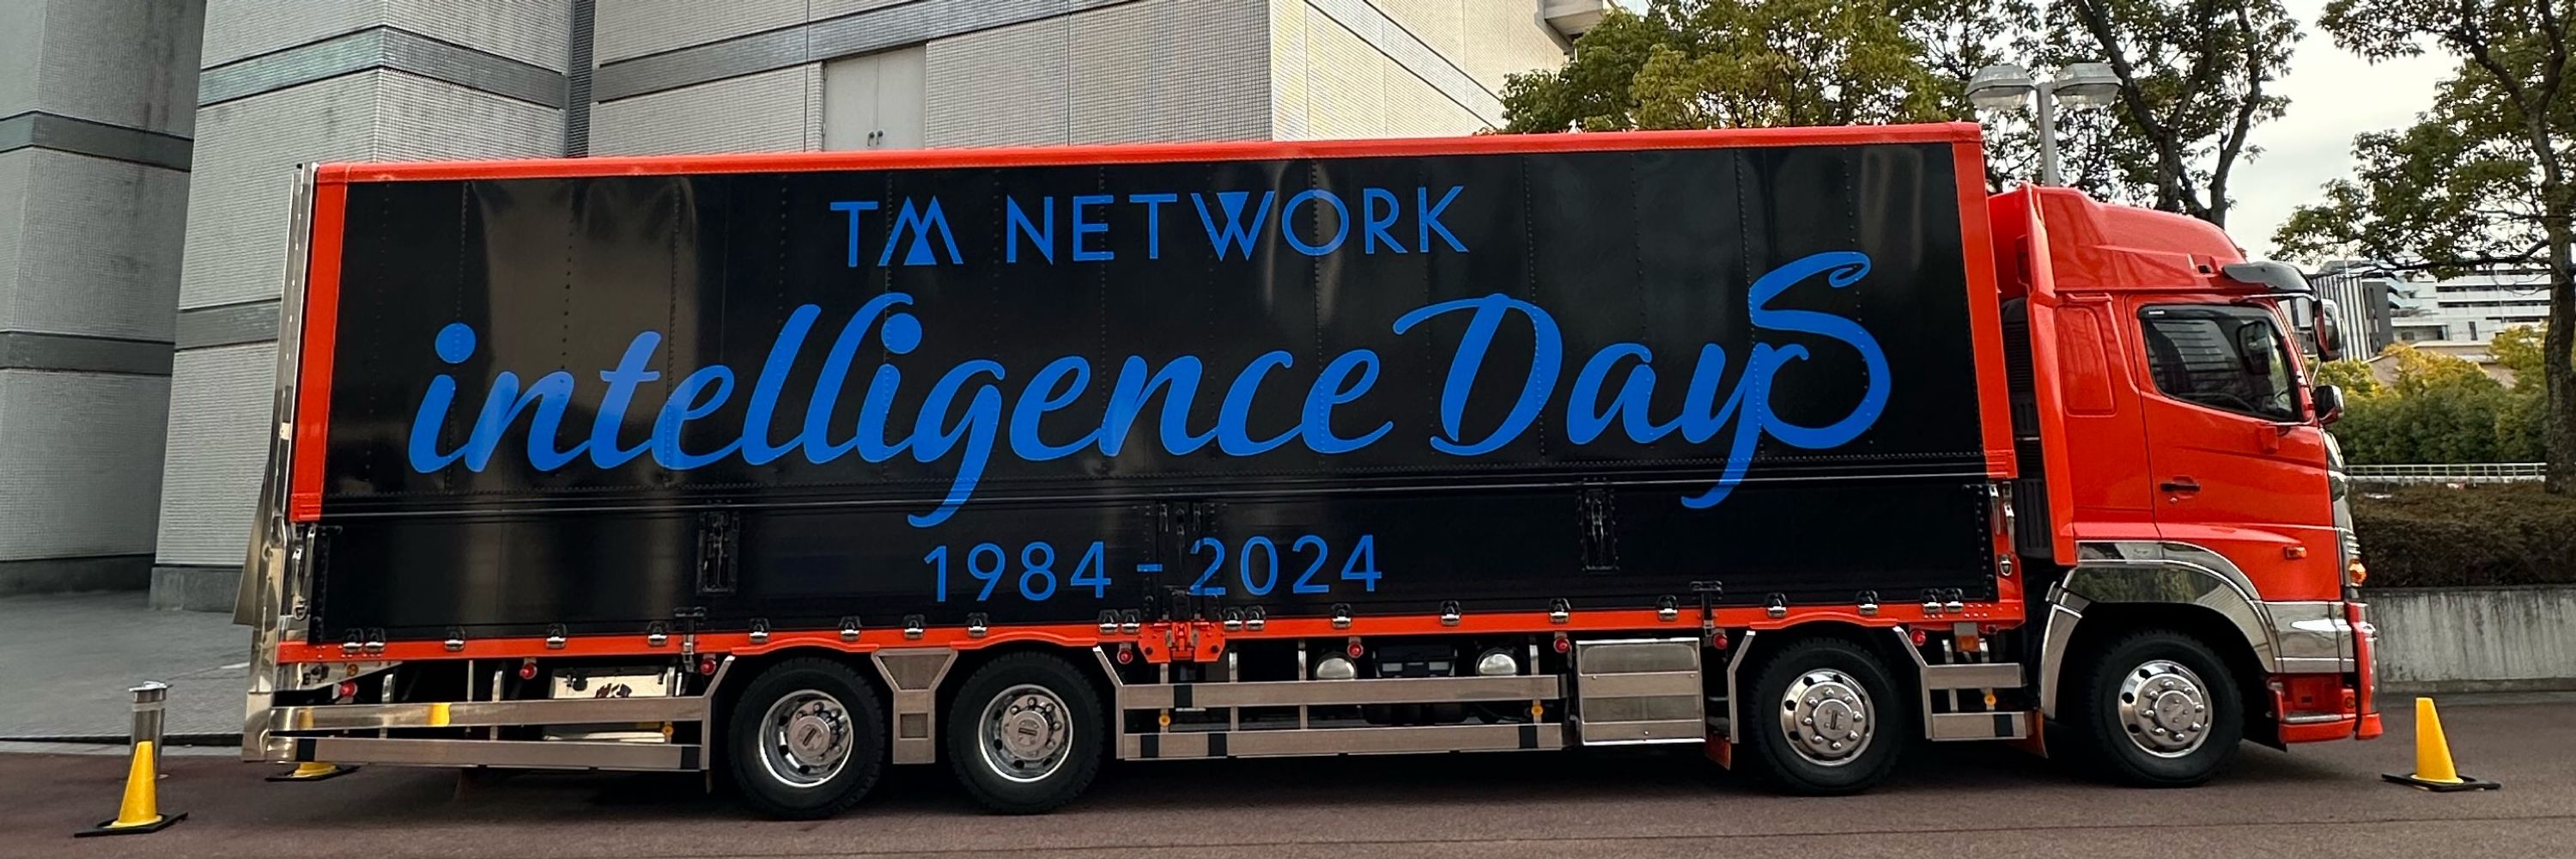 TM NETWORK
intelligence DayS
1984-2024